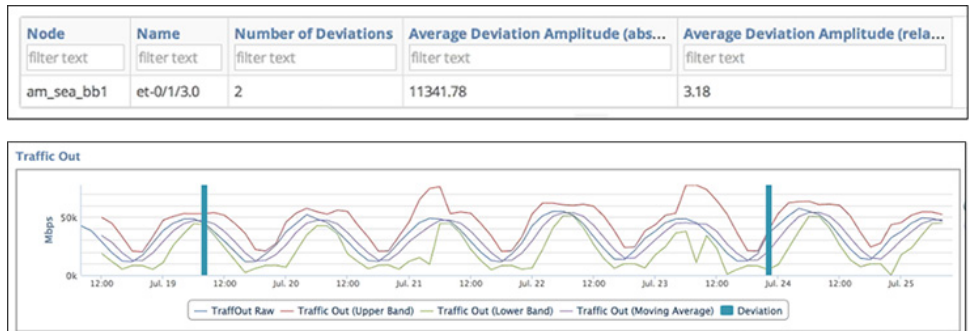 Node Name Number of Deviations Average Deviation Amplitude (abs... Average Deviation Amplitude (rela...
filter text filter text filter text filter text filter text
am_sea_bb1 et-0/1/3.0 2 11341.78 3.18
Traffic Out
Mbps
50k
0k
12:00 Jul. 19 12:00 Jul. 20 12:00 Jul. 21 12:00 Jul. 22 12:00 Jul. 23 12:00 Jul. 24 12:00 Jul. 25
TraffOut Raw Traffic Out (Upper Band) Traffic Out (Lower Band) Traffic Out (Moving Average) Deviation